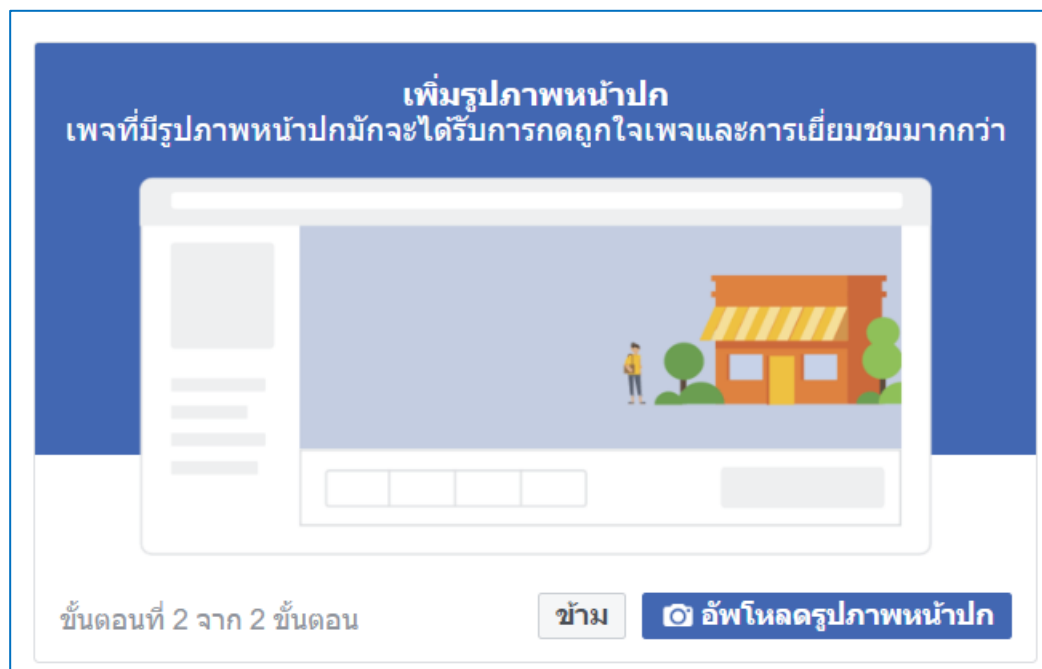 เพิ่มรูปภาพหน้าปก
เพจที่มีรูปภาพหน้าปกมักจะได้รับการกดถูกใจเพจและการเยี่ยมชมมากกว่า
ขั้นตอนที่ 2 จาก 2 ขั้นตอน
ข้าม
อัพโหลดรูปภาพหน้าปก